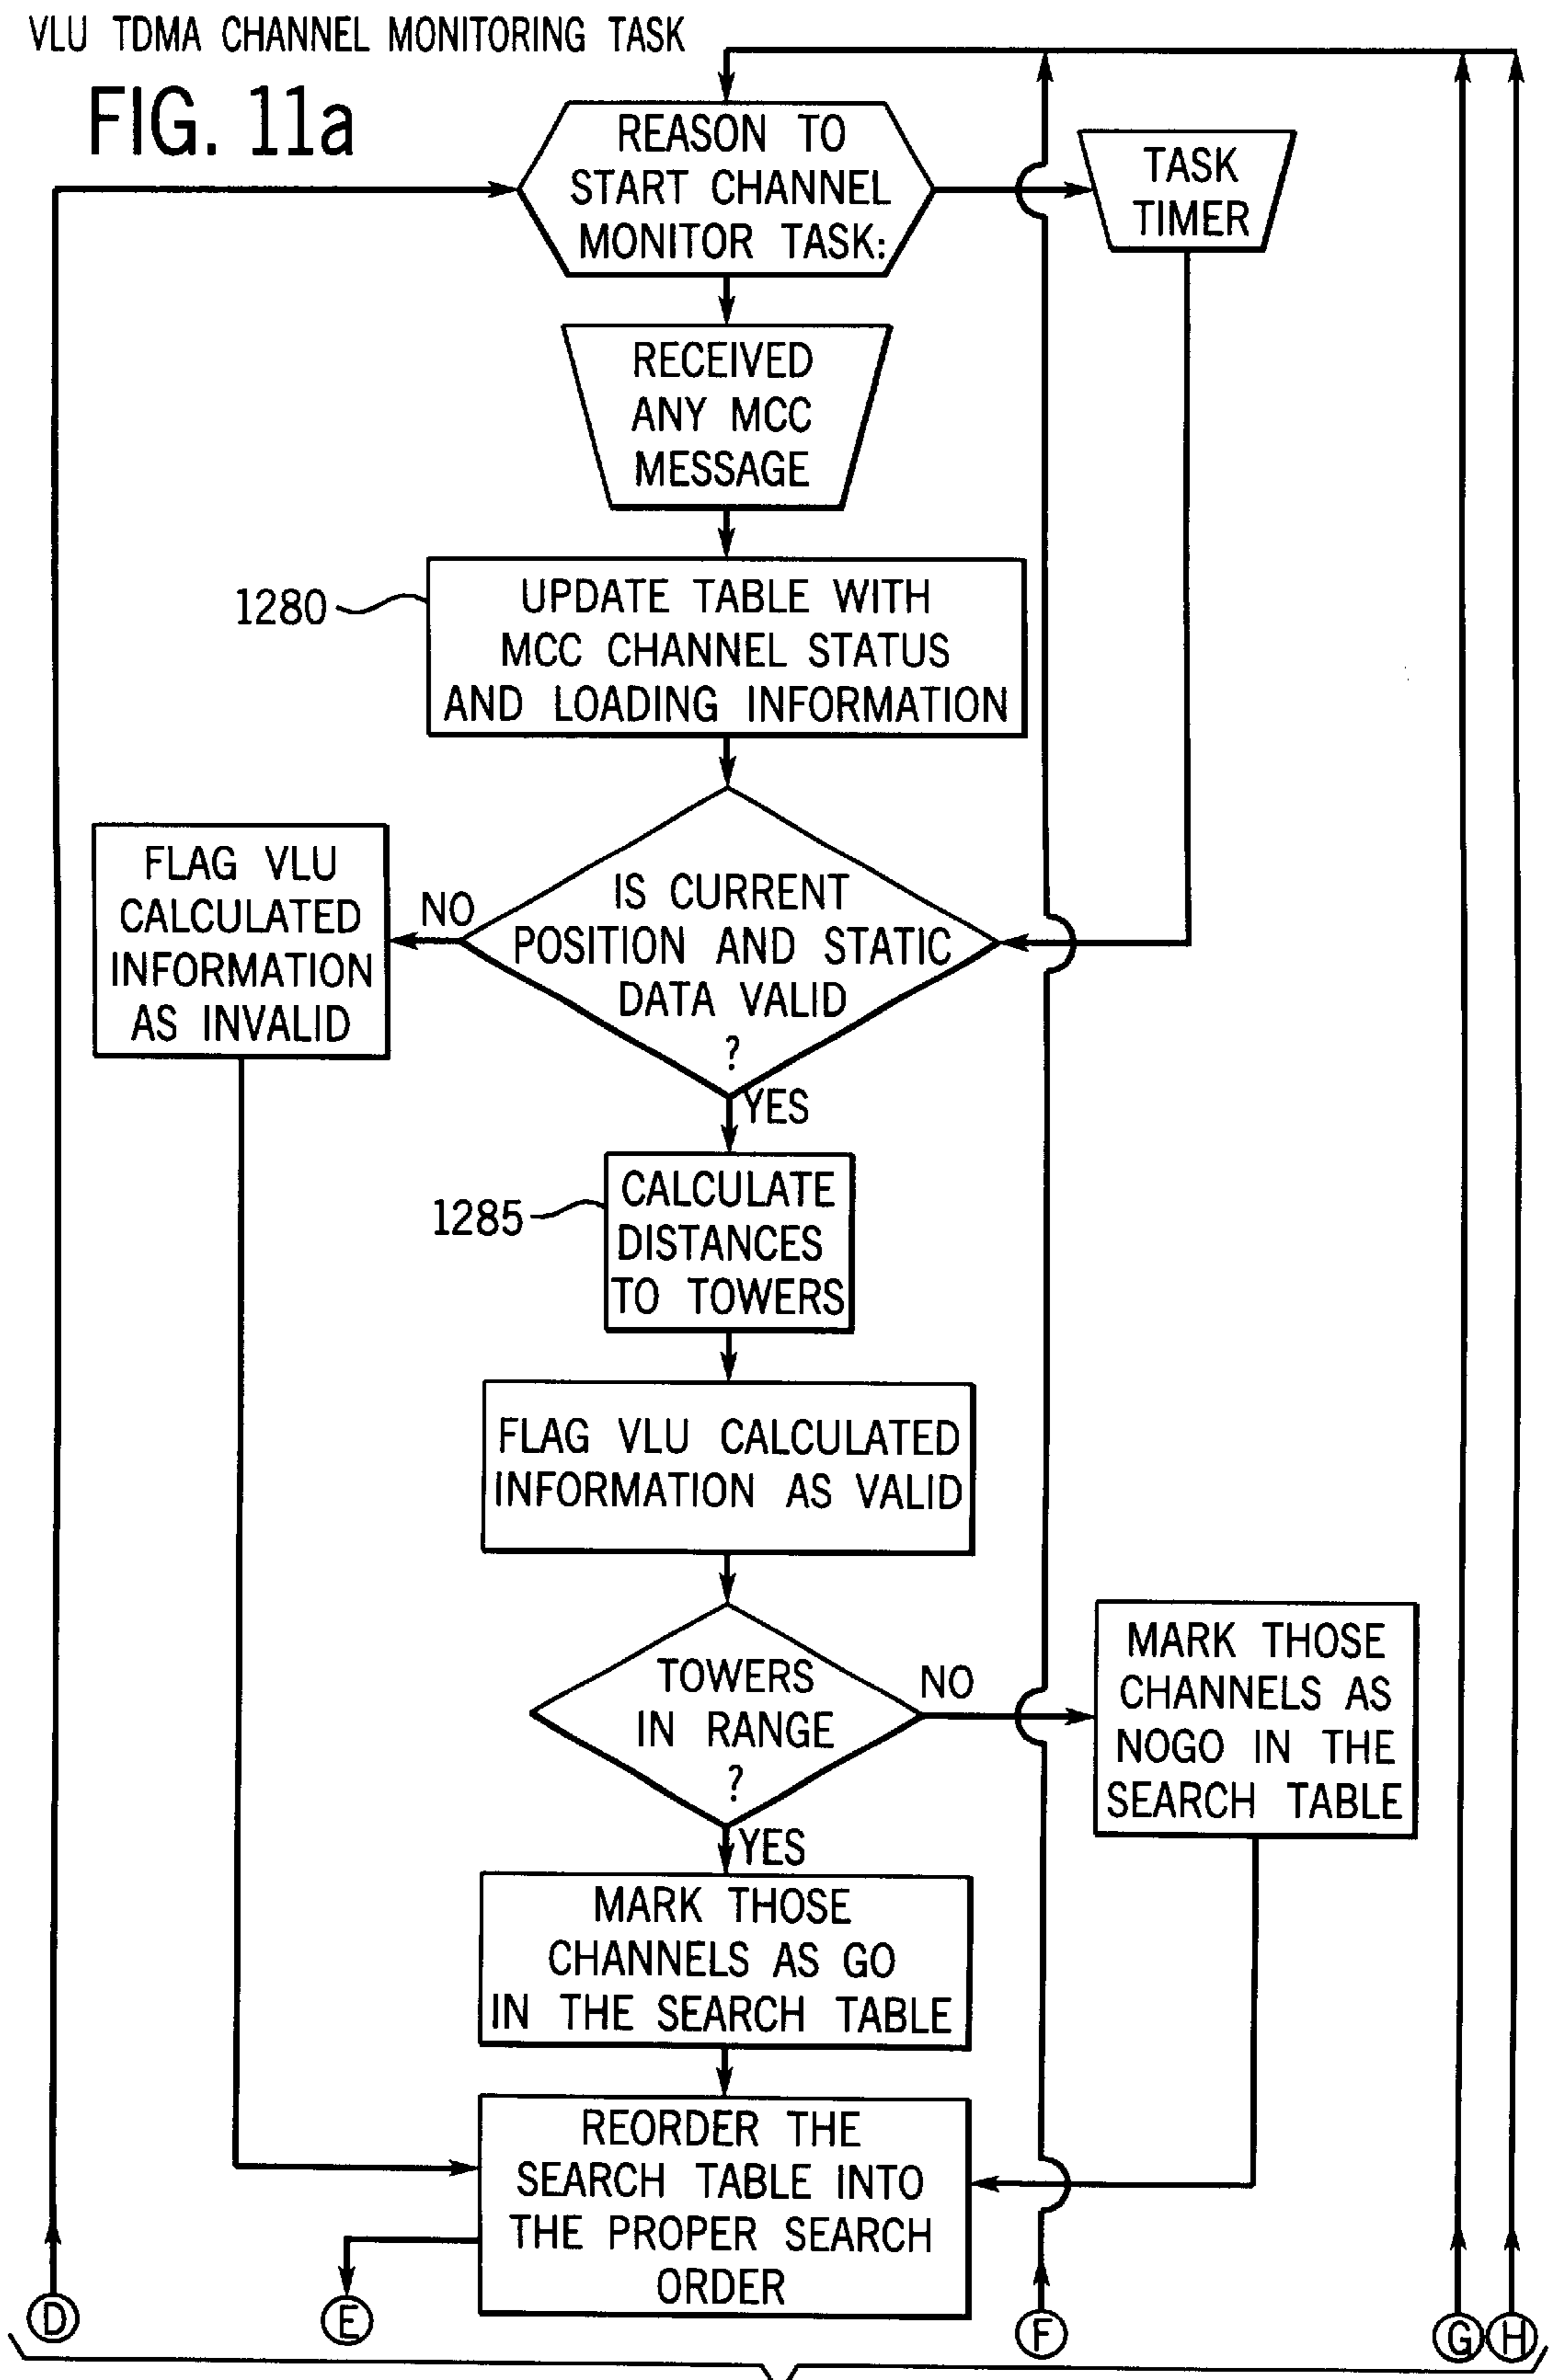 VLU TDMA CHANNEL MONITORING TASK
FIG. 11a
REASON TO
START CHANNEL
MONITOR TASK:
TASK
TIMER
RECEIVED
ANY MCC
MESSAGE
1280
UPDATE TABLE WITH
MCC CHANNEL STATUS
AND LOADING INFORMATION
FLAG VLU
CALCULATED
INFORMATION
AS INVALID
NO
IS CURRENT
POSITION AND STATIC
DATA VALID
?
YES
1285
CALCULATE
DISTANCES
TO TOWERS
FLAG VLU CALCULATED
INFORMATION AS VALID
TOWERS
IN RANGE
?
NO
MARK THOSE
CHANNELS AS
NOGO IN THE
SEARCH TABLE
YES
MARK THOSE
CHANNELS AS GO
IN THE SEARCH TABLE
REORDER THE
SEARCH TABLE INTO
THE PROPER SEARCH
ORDER
D
E
F
G
H